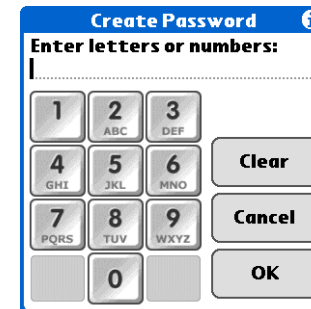 Create Password
Enter letters or numbers:
1
2
ABC
3
DEF
4
GHI
5
JKL
6
MNO
Clear
7
PQRS
8
TUV
9
WXYZ
Cancel
0
OK